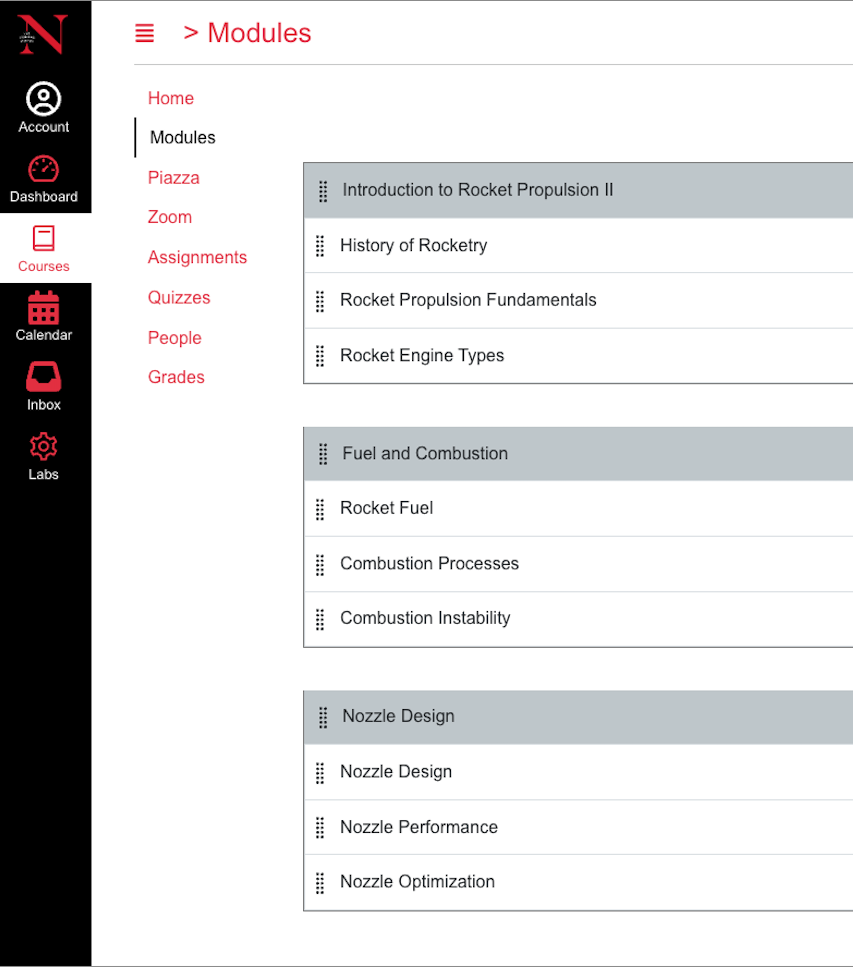 N
Account
Dashboard
Courses
Calendar
Inbox
Labs
> Modules
Home
Modules
Piazza
Zoom
Assignments
Quizzes
People
Grades
Introduction to Rocket Propulsion II
History of Rocketry
Rocket Propulsion Fundamentals
Rocket Engine Types
Fuel and Combustion
Rocket Fuel
Combustion Processes
Combustion Instability
Nozzle Design
Nozzle Design
Nozzle Performance
Nozzle Optimization